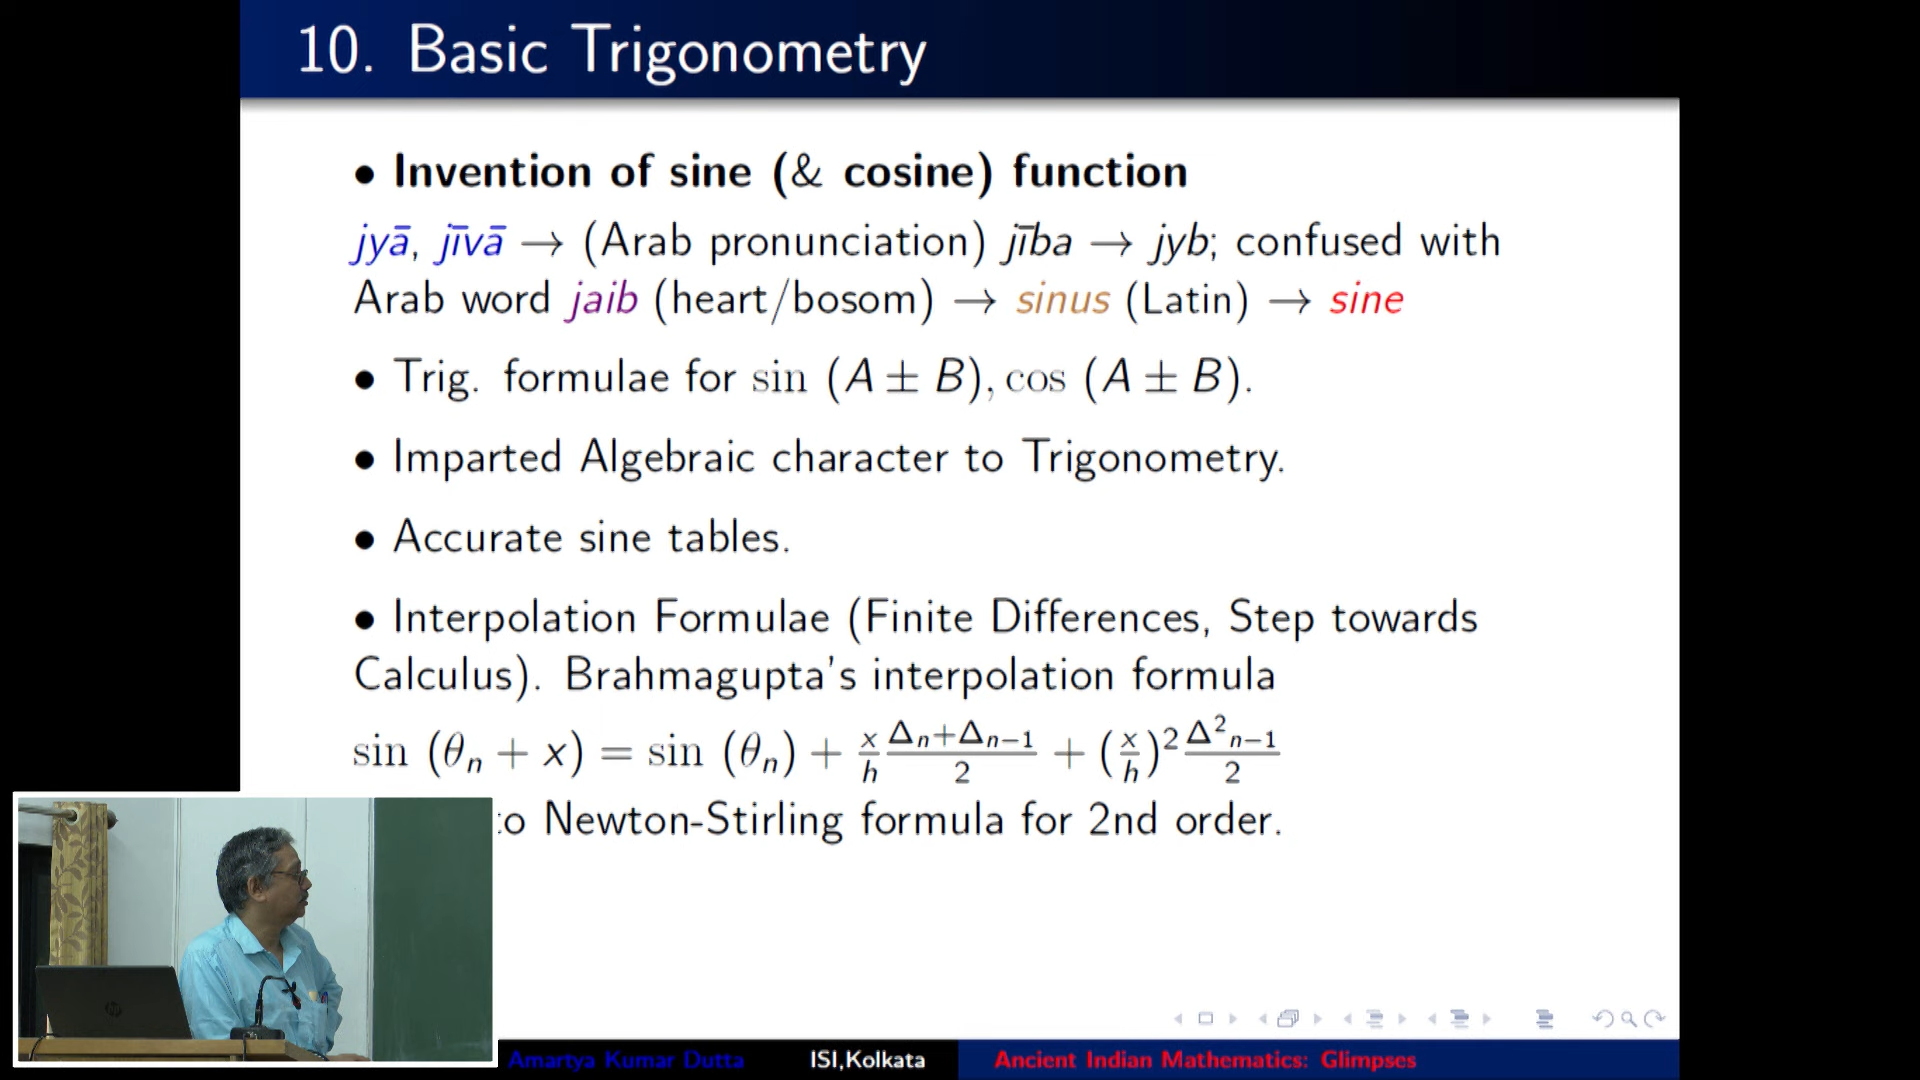 10. Basic Trigonometry
• Invention of sine (& cosine) function
jyā, jīvā → (Arab pronunciation) jība → jyb; confused with
Arab word jaib (heart/bosom) → sinus (Latin) → sine
• Trig. formulae for sin (A ± B), cos (A ± B).
• Imparted Algebraic character to Trigonometry.
• Accurate sine tables.
• Interpolation Formulae (Finite Differences, Step towards
Calculus). Brahmagupta's interpolation formula
sin (θₙ + x) = sin (θₙ) + x/h (Δₙ+Δₙ₋₁)/2 + (x/h)² Δ²ₙ₋₁/2
Newton-Stirling formula for 2nd order.
Amartya Kumar Dutta ISI,Kolkata Ancient Indian Mathematics: Glimpses